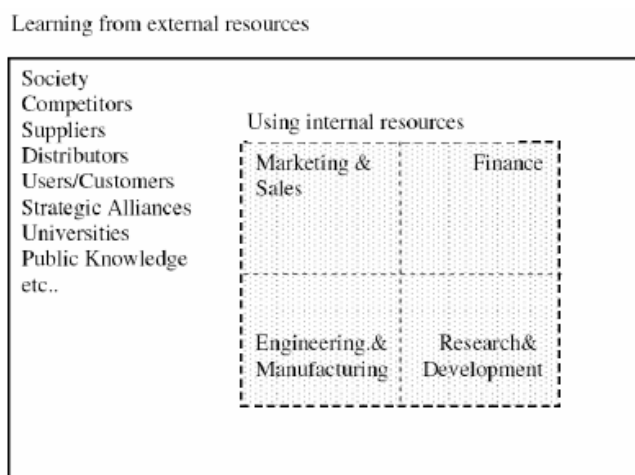 Learning from external resources
Society
Competitors
Suppliers
Distributors
Users/Customers
Strategic Alliances
Universities
Public Knowledge
etc..
Using internal resources
Marketing &
Sales
Finance
Engineering.&
Manufacturing
Research&
Development